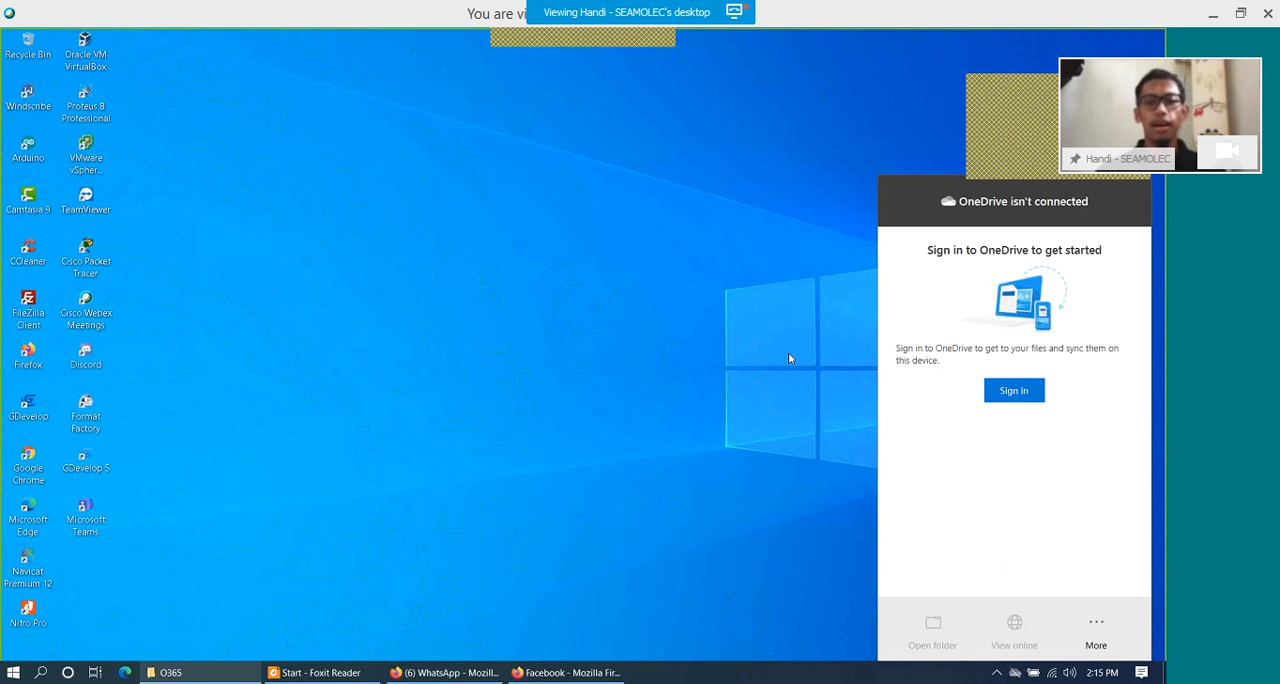 You are vi
Viewing Handi - SEAMOLEC's desktop
Recycle Bin
Oracle VM
VirtualBox
Windscribe
Proteus 8
Professional
Arduino
VMware
vSpher...
Camtasia 9
TeamViewer
CCleaner
Cisco Packet
Tracer
FileZilla
Client
Cisco Webex
Meetings
Firefox
Discord
GDevelop
Format
Factory
Google
Chrome
GDevelop 5
Microsoft
Edge
Microsoft
Teams
Navicat
Premium 12
Nitro Pro
Handi - SEAMOLEC
OneDrive isn't connected
Sign in to OneDrive to get started
Sign in to OneDrive to get to your files and sync them on
this device.
Sign in
Open folder
View online
More
O365
Start - Foxit Reader
(6) WhatsApp - Mozill...
Facebook - Mozilla Fir...
2:15 PM